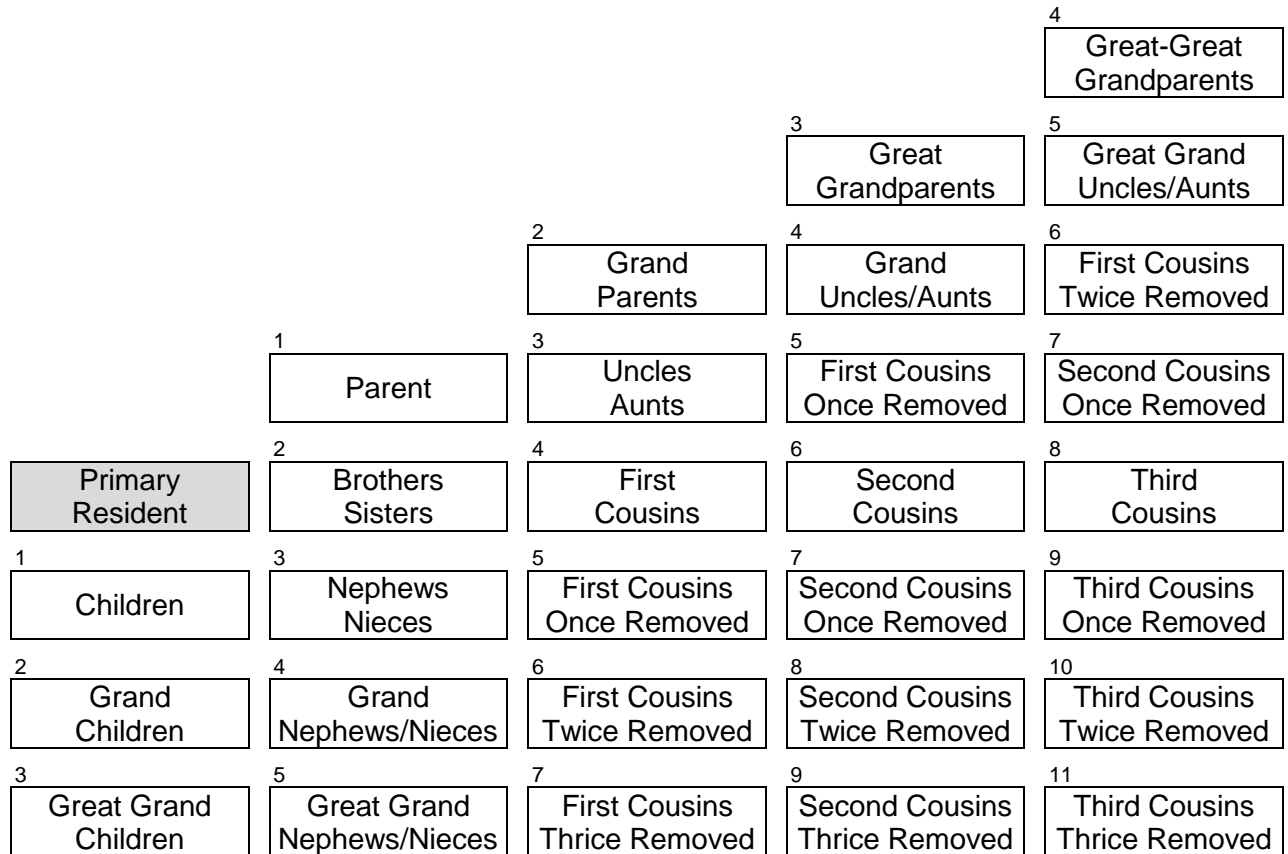 4
Great-Great
Grandparents
3
Great
Grandparents
5
Great Grand
Uncles/Aunts
2
Grand
Parents
4
Grand
Uncles/Aunts
6
First Cousins
Twice Removed
1
Parent
3
Uncles
Aunts
5
First Cousins
Once Removed
7
Second Cousins
Once Removed
Primary
Resident
2
Brothers
Sisters
4
First
Cousins
6
Second
Cousins
8
Third
Cousins
1
Children
3
Nephews
Nieces
5
First Cousins
Once Removed
7
Second Cousins
Once Removed
9
Third Cousins
Once Removed
2
Grand
Children
4
Grand
Nephews/Nieces
6
First Cousins
Twice Removed
8
Second Cousins
Twice Removed
10
Third Cousins
Twice Removed
3
Great Grand
Children
5
Great Grand
Nephews/Nieces
7
First Cousins
Thrice Removed
9
Second Cousins
Thrice Removed
11
Third Cousins
Thrice Removed